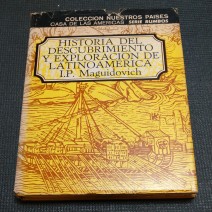 COLECCION NUESTROS PAISES
CASA DE LAS AMERICAS SERIE RUMBOS
HISTORIA DEL
DESCUBRIMIENTO
Y EXPLORACION DE
LATINOAMERICA
I.P. Maguidovich